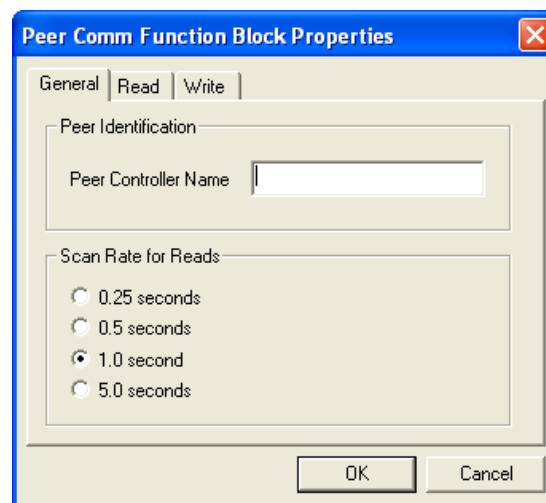 Peer Comm Function Block Properties
General Read Write
Peer Identification
Peer Controller Name
Scan Rate for Reads
0.25 seconds
0.5 seconds
1.0 second
5.0 seconds
OK Cancel